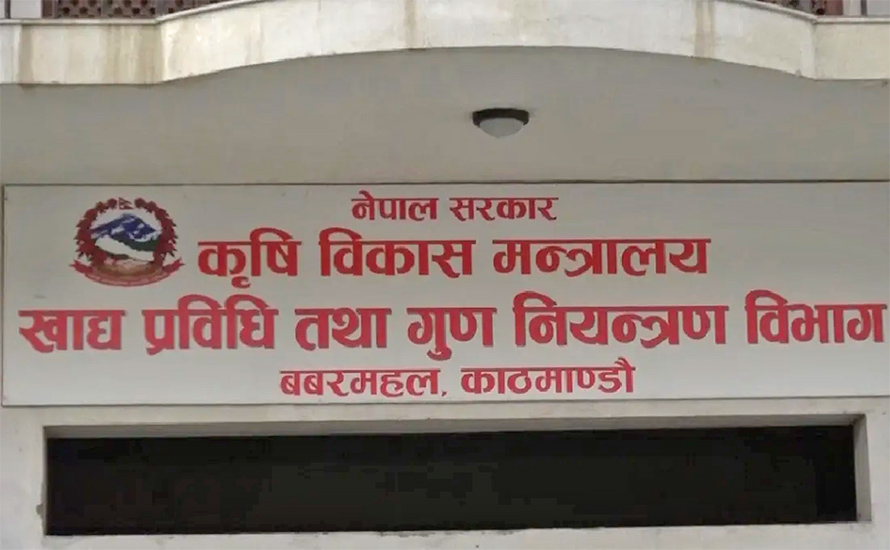 नेपाल सरकार
कृषि विकास मन्त्रालय
खाद्य प्रविधि तथा गुण नियन्त्रण विभाग
बबरमहल, काठमाण्डौ